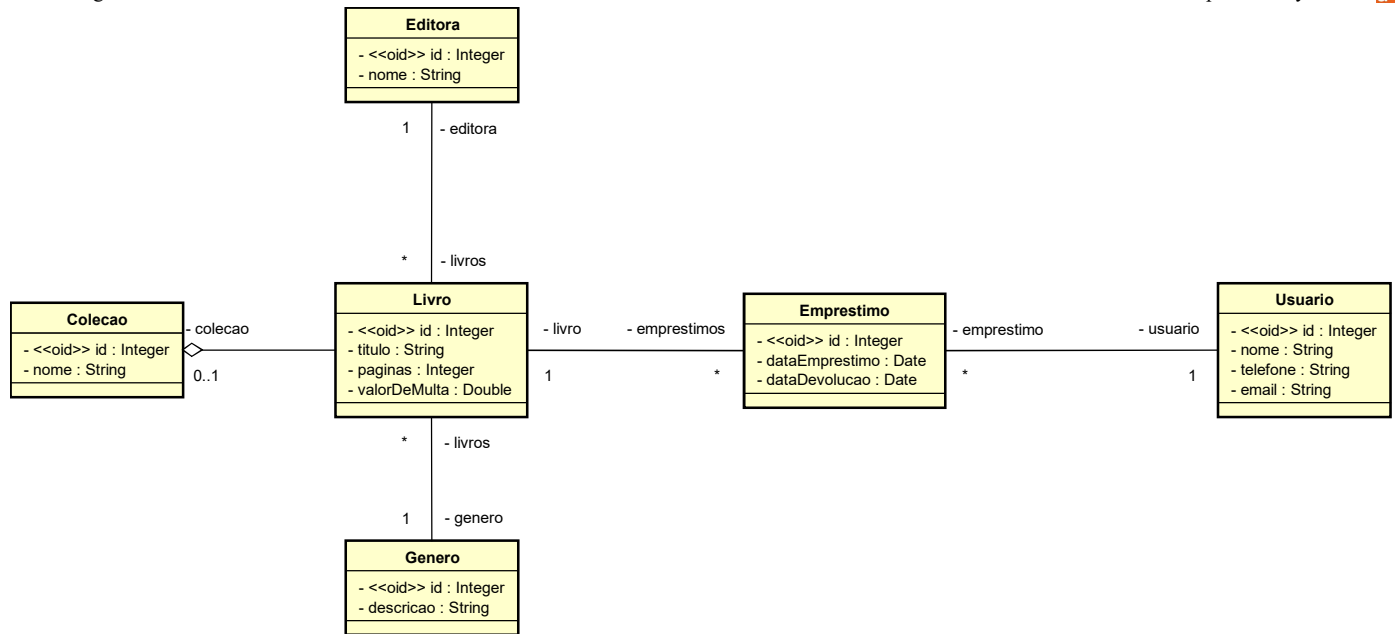 Editora
- <<oid>> id : Integer
- nome : String
1
- editora
*
- livros
Colecao
- <<oid>> id : Integer
- nome : String
- colecao
0..1
Livro
- <<oid>> id : Integer
- titulo : String
- paginas : Integer
- valorDeMulta : Double
- livro
- emprestimos
1
*
Emprestimo
- <<oid>> id : Integer
- dataEmprestimo : Date
- dataDevolucao : Date
- emprestimo
- usuario
*
1
Usuario
- <<oid>> id : Integer
- nome : String
- telefone : String
- email : String
*
- livros
1
- genero
Genero
- <<oid>> id : Integer
- descricao : String